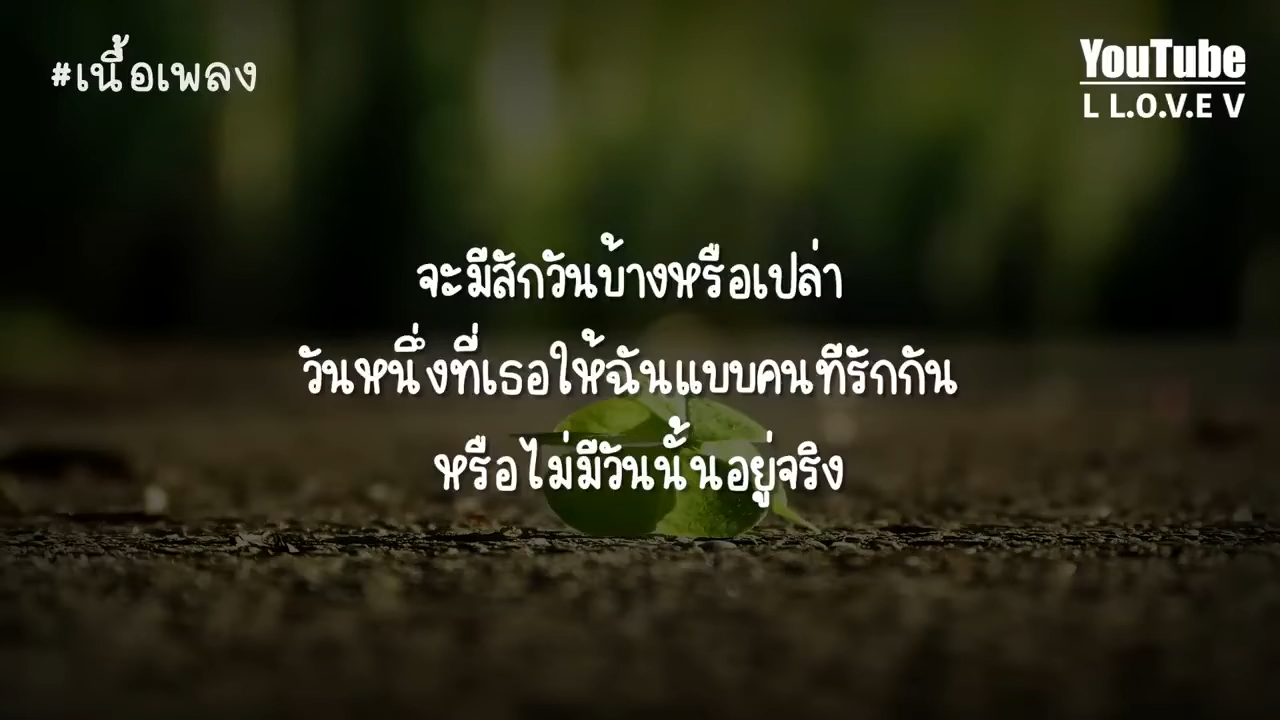 #เนื้อเพลง
YouTube
L L.O.V.E V
จะมีสักวันบ้างหรือเปล่า
วันหนึ่งที่เธอให้ฉันแบบคนทีรักกัน
หรือไม่มีวันนั้นอยู่จริง